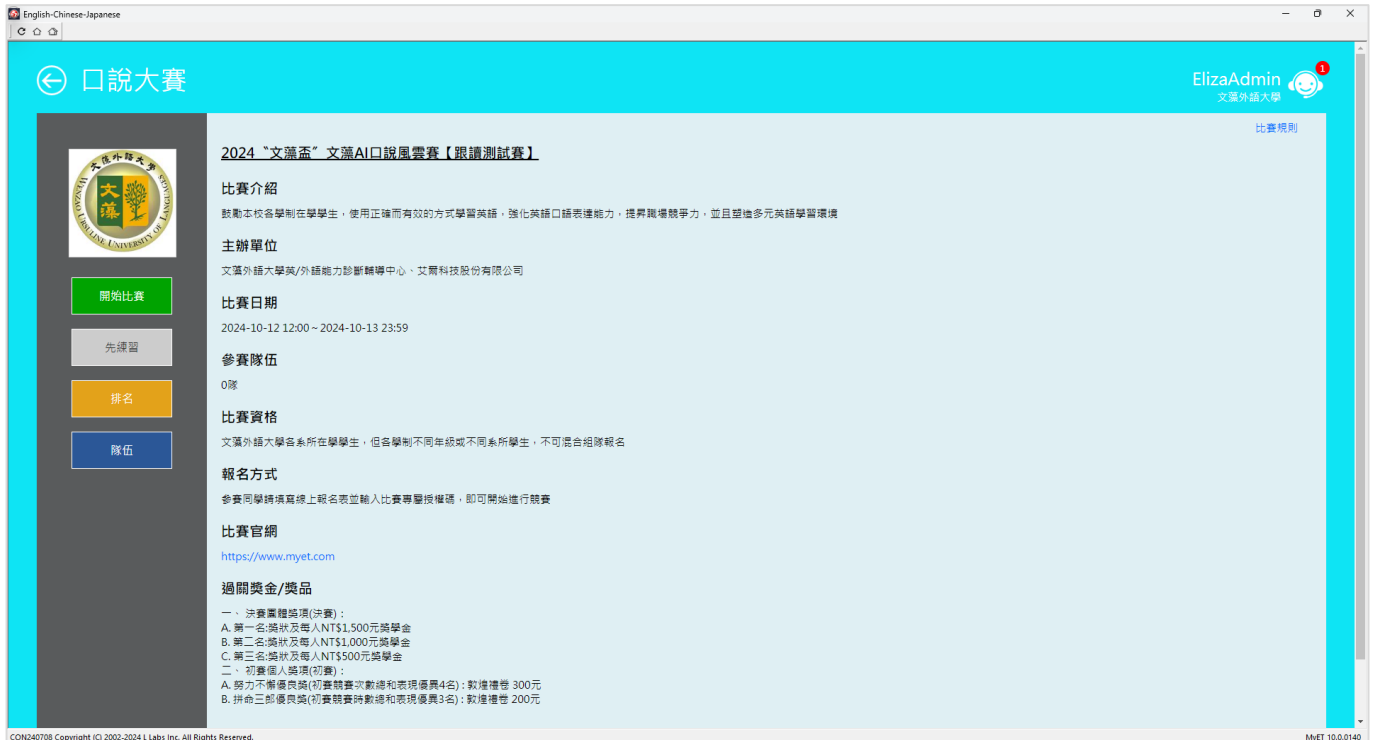 English-Chinese-Japanese
口說大賽
ElizaAdmin
1
文藻外語大學
比賽規則
文藻外語大學
WENZAO URSULINE UNIVERSITY OF LANGUAGES
文藻
開始比賽
先練習
排名
隊伍
2024〝文藻盃〞文藻AI口說風雲賽【跟讀測試賽】
比賽介紹
鼓勵本校各學制在學學生，使用正確而有效的方式學習英語，強化英語口語表達能力，提昇職場競爭力，並且塑造多元英語學習環境
主辦單位
文藻外語大學英/外語能力診斷輔導中心、艾爾科技股份有限公司
比賽日期
2024-10-12 12:00 ~ 2024-10-13 23:59
參賽隊伍
0隊
比賽資格
文藻外語大學各系所在學學生，但各學制不同年級或不同系所學生，不可混合組隊報名
報名方式
參賽同學請填寫線上報名表並輸入比賽專屬授權碼，即可開始進行競賽
比賽官網
https://www.myet.com
過關獎金/獎品
一、 決賽團體獎項(決賽)：
A. 第一名:獎狀及每人NT$1,500元獎學金
B. 第二名:獎狀及每人NT$1,000元獎學金
C. 第三名:獎狀及每人NT$500元獎學金
二、 初賽個人獎項(初賽)：
A. 努力不懈優良獎(初賽競賽次數總和表現優異4名) : 敦煌禮卷 300元
B. 拼命三郎優良獎(初賽競賽時數總和表現優異3名) : 敦煌禮卷 200元
CON240708 Copyright (C) 2002-2024 L Labs Inc. All Rights Reserved.
MyET 10.0.0140